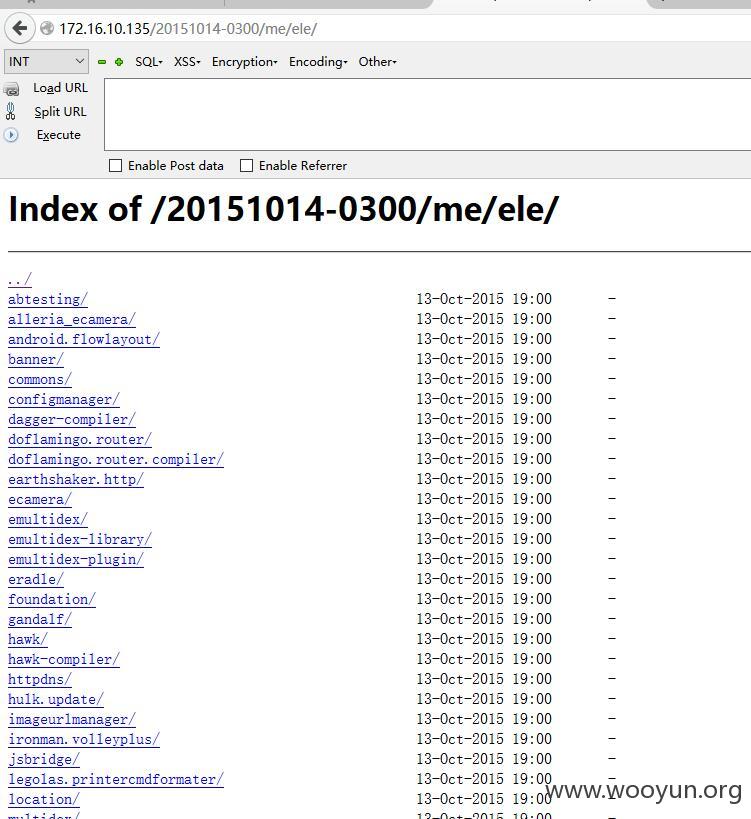 172.16.10.135/20151014-0300/me/ele/
INT SQL XSS Encryption Encoding Other
Load URL
Split URL
Execute
Enable Post data Enable Referrer
Index of /20151014-0300/me/ele/
../
abtesting/ 13-Oct-2015 19:00 -
alleria_ecamera/ 13-Oct-2015 19:00 -
android.flowlayout/ 13-Oct-2015 19:00 -
banner/ 13-Oct-2015 19:00 -
commons/ 13-Oct-2015 19:00 -
configmanager/ 13-Oct-2015 19:00 -
dagger-compiler/ 13-Oct-2015 19:00 -
doflamingo.router/ 13-Oct-2015 19:00 -
doflamingo.router.compiler/ 13-Oct-2015 19:00 -
earthshaker.http/ 13-Oct-2015 19:00 -
ecamera/ 13-Oct-2015 19:00 -
emultidex/ 13-Oct-2015 19:00 -
emultidex-library/ 13-Oct-2015 19:00 -
emultidex-plugin/ 13-Oct-2015 19:00 -
eradle/ 13-Oct-2015 19:00 -
foundation/ 13-Oct-2015 19:00 -
gandalf/ 13-Oct-2015 19:00 -
hawk/ 13-Oct-2015 19:00 -
hawk-compiler/ 13-Oct-2015 19:00 -
httpdns/ 13-Oct-2015 19:00 -
hulk.update/ 13-Oct-2015 19:00 -
imageurlmanager/ 13-Oct-2015 19:00 -
ironman.volleyplus/ 13-Oct-2015 19:00 -
jsbridge/ 13-Oct-2015 19:00 -
legolas.printercmdformater/ 13-Oct-2015 19:00 -
location/ 13-Oct-2015 19:00 -
www.wooyun.org